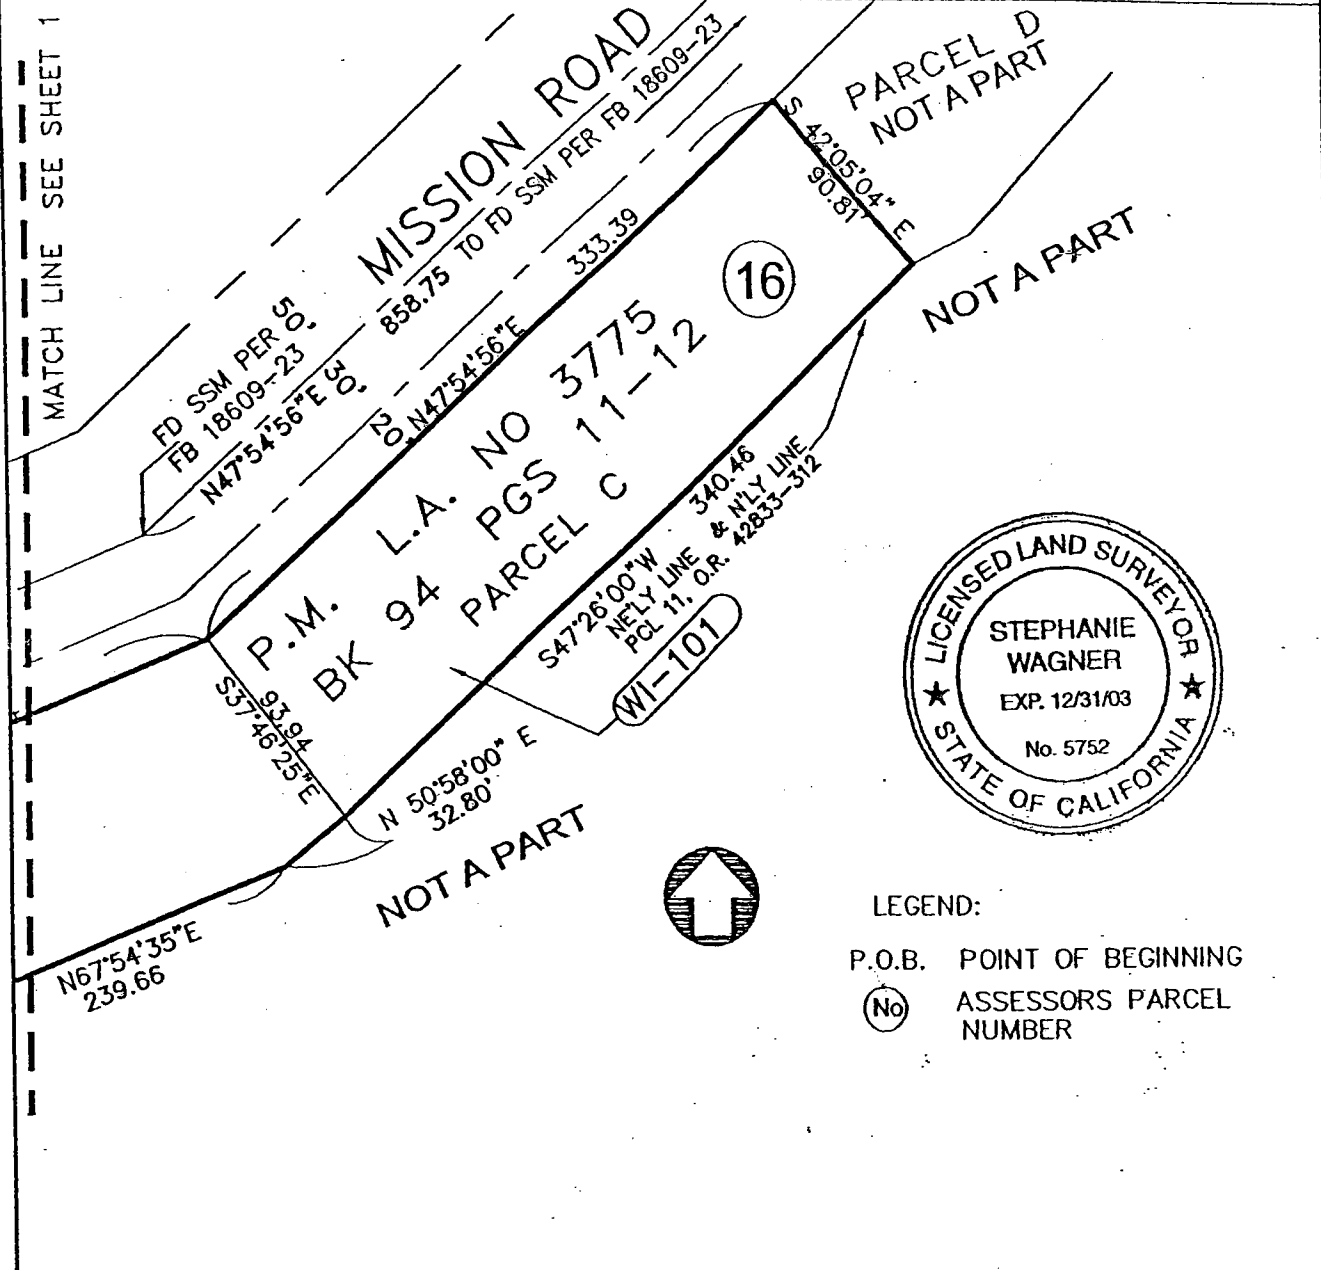 MATCH LINE SEE SHEET 1
MISSION ROAD
858.75 TO FD SSM PER FB 18609-23
PARCEL D
NOT A PART
S 42°05'04" E
90.81'
333.39
16
NOT A PART
50'
FD SSM PER
FB 18609-23
N47°54'56"E
30'
20'
N47°54'56"E
P.M. L.A. NO 3775
BK 94 PGS 11-12
PARCEL C
340.46
S47°26'00"W
NE'LY LINE & N'LY LINE
PCL 11, O.R. 42833-312
WI-101
93.94
S37°46'25"E
N 50°58'00" E
32.80'
NOT A PART
N67°54'35"E
239.66
LICENSED LAND SURVEYOR
STEPHANIE
WAGNER
EXP. 12/31/03
No. 5752
★ STATE OF CALIFORNIA ★
LEGEND:
P.O.B. POINT OF BEGINNING
No ASSESSORS PARCEL
NUMBER